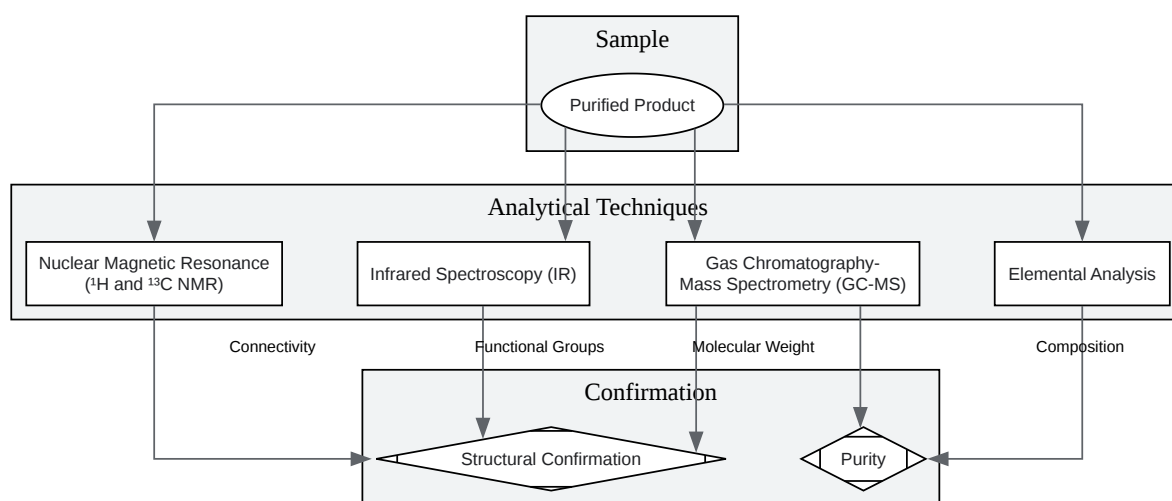 Sample
Purified Product
Analytical Techniques
Nuclear Magnetic Resonance
(¹H and ¹³C NMR)
Infrared Spectroscopy (IR)
Gas Chromatography-
Mass Spectrometry (GC-MS)
Elemental Analysis
Connectivity
Functional Groups
Molecular Weight
Composition
Confirmation
Structural Confirmation
Purity